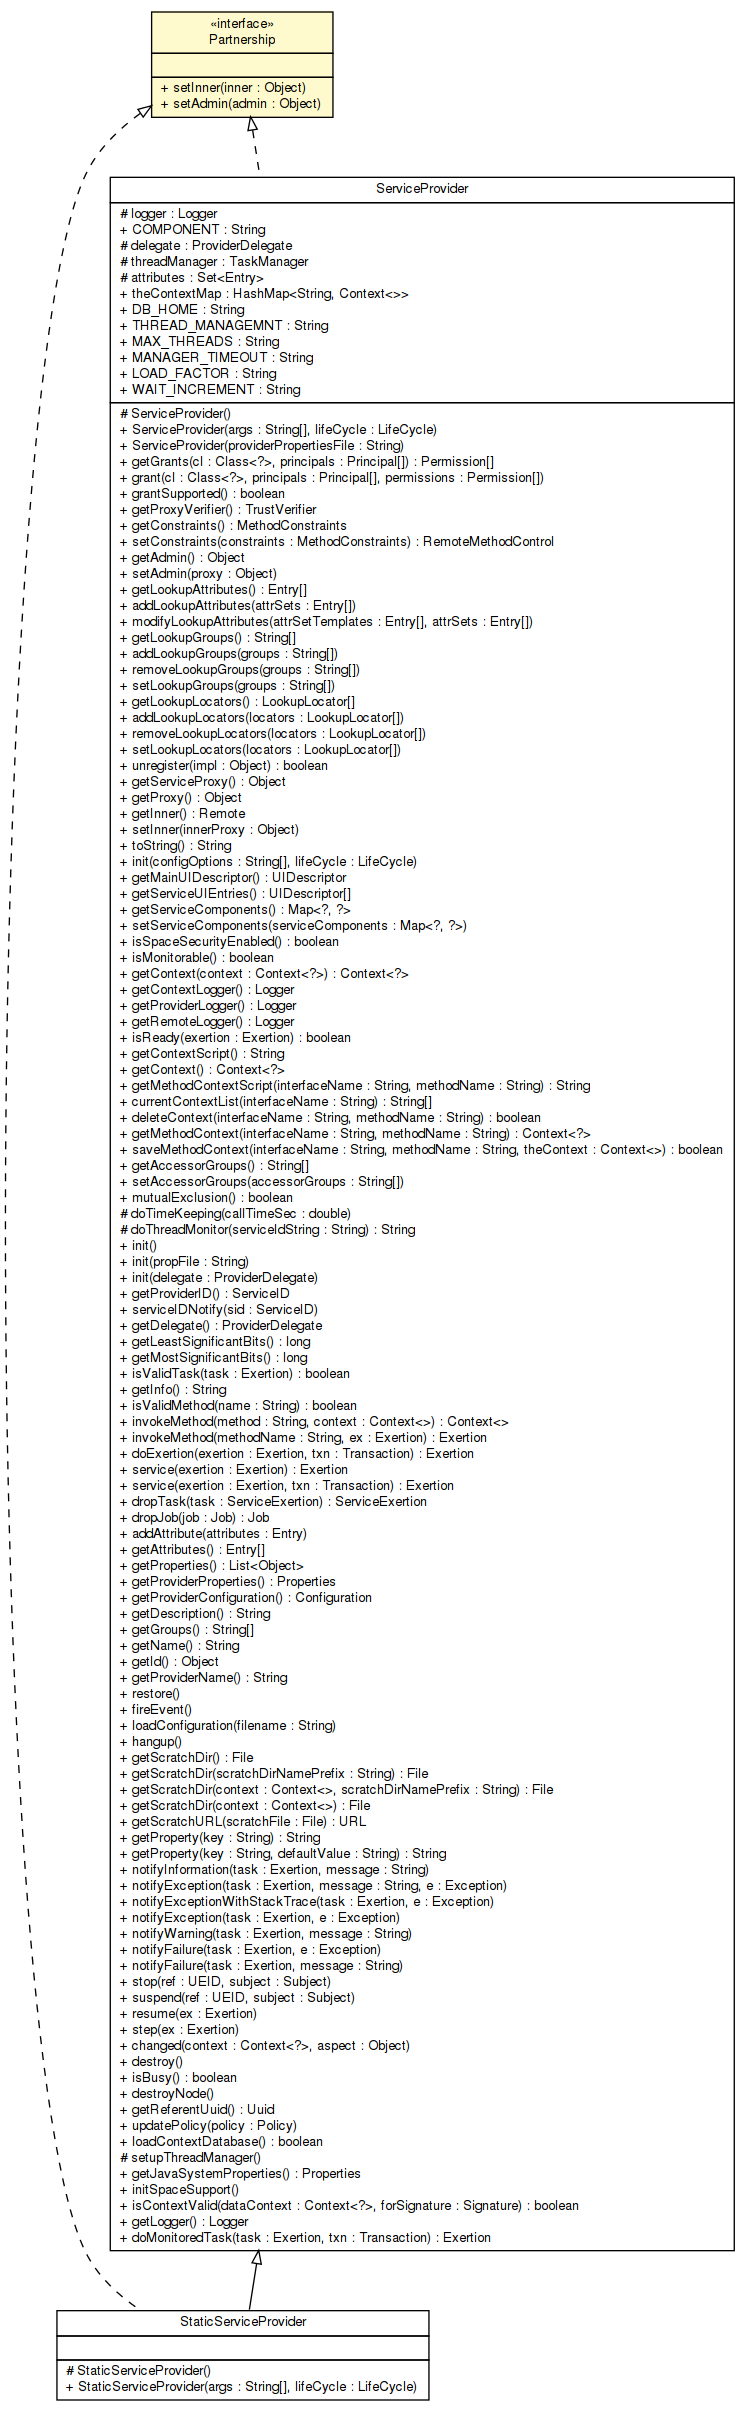 «interface»
Partnership
+ setInner(inner : Object)
+ setAdmin(admin : Object)
ServiceProvider
# logger : Logger
+ COMPONENT : String
# delegate : ProviderDelegate
# threadManager : TaskManager
# attributes : Set<Entry>
+ theContextMap : HashMap<String, Context<>>
+ DB_HOME : String
+ THREAD_MANAGEMNT : String
+ MAX_THREADS : String
+ MANAGER_TIMEOUT : String
+ LOAD_FACTOR : String
+ WAIT_INCREMENT : String
# ServiceProvider()
+ ServiceProvider(args : String[], lifeCycle : LifeCycle)
+ ServiceProvider(providerPropertiesFile : String)
+ getGrants(cl : Class<?>, principals : Principal[]) : Permission[]
+ grant(cl : Class<?>, principals : Principal[], permissions : Permission[])
+ grantSupported() : boolean
+ getProxyVerifier() : TrustVerifier
+ getConstraints() : MethodConstraints
+ setConstraints(constraints : MethodConstraints) : RemoteMethodControl
+ getAdmin() : Object
+ setAdmin(proxy : Object)
+ getLookupAttributes() : Entry[]
+ addLookupAttributes(attrSets : Entry[])
+ modifyLookupAttributes(attrSetTemplates : Entry[], attrSets : Entry[])
+ getLookupGroups() : String[]
+ addLookupGroups(groups : String[])
+ removeLookupGroups(groups : String[])
+ setLookupGroups(groups : String[])
+ getLookupLocators() : LookupLocator[]
+ addLookupLocators(locators : LookupLocator[])
+ removeLookupLocators(locators : LookupLocator[])
+ setLookupLocators(locators : LookupLocator[])
+ unregister(impl : Object) : boolean
+ getServiceProxy() : Object
+ getProxy() : Object
+ getInner() : Remote
+ setInner(innerProxy : Object)
+ toString() : String
+ init(configOptions : String[], lifeCycle : LifeCycle)
+ getMainUIDescriptor() : UIDescriptor
+ getServiceUIEntries() : UIDescriptor[]
+ getServiceComponents() : Map<?, ?>
+ setServiceComponents(serviceComponents : Map<?, ?>)
+ isSpaceSecurityEnabled() : boolean
+ isMonitorable() : boolean
+ getContext(context : Context<?>) : Context<?>
+ getContextLogger() : Logger
+ getProviderLogger() : Logger
+ getRemoteLogger() : Logger
+ isReady(exertion : Exertion) : boolean
+ getContextScript() : String
+ getContext() : Context<?>
+ getMethodContextScript(interfaceName : String, methodName : String) : String
+ currentContextList(interfaceName : String) : String[]
+ deleteContext(interfaceName : String, methodName : String) : boolean
+ getMethodContext(interfaceName : String, methodName : String) : Context<?>
+ saveMethodContext(interfaceName : String, methodName : String, theContext : Context<>) : boolean
+ getAccessorGroups() : String[]
+ setAccessorGroups(accessorGroups : String[])
+ mutualExclusion() : boolean
# doTimeKeeping(callTimeSec : double)
# doThreadMonitor(serviceIdString : String) : String
+ init()
+ init(propFile : String)
+ init(delegate : ProviderDelegate)
+ getProviderID() : ServiceID
+ serviceIDNotify(sid : ServiceID)
+ getDelegate() : ProviderDelegate
+ getLeastSignificantBits() : long
+ getMostSignificantBits() : long
+ isValidTask(task : Exertion) : boolean
+ getInfo() : String
+ isValidMethod(name : String) : boolean
+ invokeMethod(method : String, context : Context<>) : Context<>
+ invokeMethod(methodName : String, ex : Exertion) : Exertion
+ doExertion(exertion : Exertion, txn : Transaction) : Exertion
+ service(exertion : Exertion) : Exertion
+ service(exertion : Exertion, txn : Transaction) : Exertion
+ dropTask(task : ServiceExertion) : ServiceExertion
+ dropJob(job : Job) : Job
+ addAttribute(attributes : Entry)
+ getAttributes() : Entry[]
+ getProperties() : List<Object>
+ getProviderProperties() : Properties
+ getProviderConfiguration() : Configuration
+ getDescription() : String
+ getGroups() : String[]
+ getName() : String
+ getId() : Object
+ getProviderName() : String
+ restore()
+ fireEvent()
+ loadConfiguration(filename : String)
+ hangup()
+ getScratchDir() : File
+ getScratchDir(scratchDirNamePrefix : String) : File
+ getScratchDir(context : Context<>, scratchDirNamePrefix : String) : File
+ getScratchDir(context : Context<>) : File
+ getScratchURL(scratchFile : File) : URL
+ getProperty(key : String) : String
+ getProperty(key : String, defaultValue : String) : String
+ notifyInformation(task : Exertion, message : String)
+ notifyException(task : Exertion, message : String, e : Exception)
+ notifyExceptionWithStackTrace(task : Exertion, e : Exception)
+ notifyException(task : Exertion, e : Exception)
+ notifyWarning(task : Exertion, message : String)
+ notifyFailure(task : Exertion, e : Exception)
+ notifyFailure(task : Exertion, message : String)
+ stop(ref : UEID, subject : Subject)
+ suspend(ref : UEID, subject : Subject)
+ resume(ex : Exertion)
+ step(ex : Exertion)
+ changed(context : Context<?>, aspect : Object)
+ destroy()
+ isBusy() : boolean
+ destroyNode()
+ getReferentUuid() : Uuid
+ updatePolicy(policy : Policy)
+ loadContextDatabase() : boolean
# setupThreadManager()
+ getJavaSystemProperties() : Properties
+ initSpaceSupport()
+ isContextValid(dataContext : Context<?>, forSignature : Signature) : boolean
+ getLogger() : Logger
+ doMonitoredTask(task : Exertion, txn : Transaction) : Exertion
StaticServiceProvider
# StaticServiceProvider()
+ StaticServiceProvider(args : String[], lifeCycle : LifeCycle)